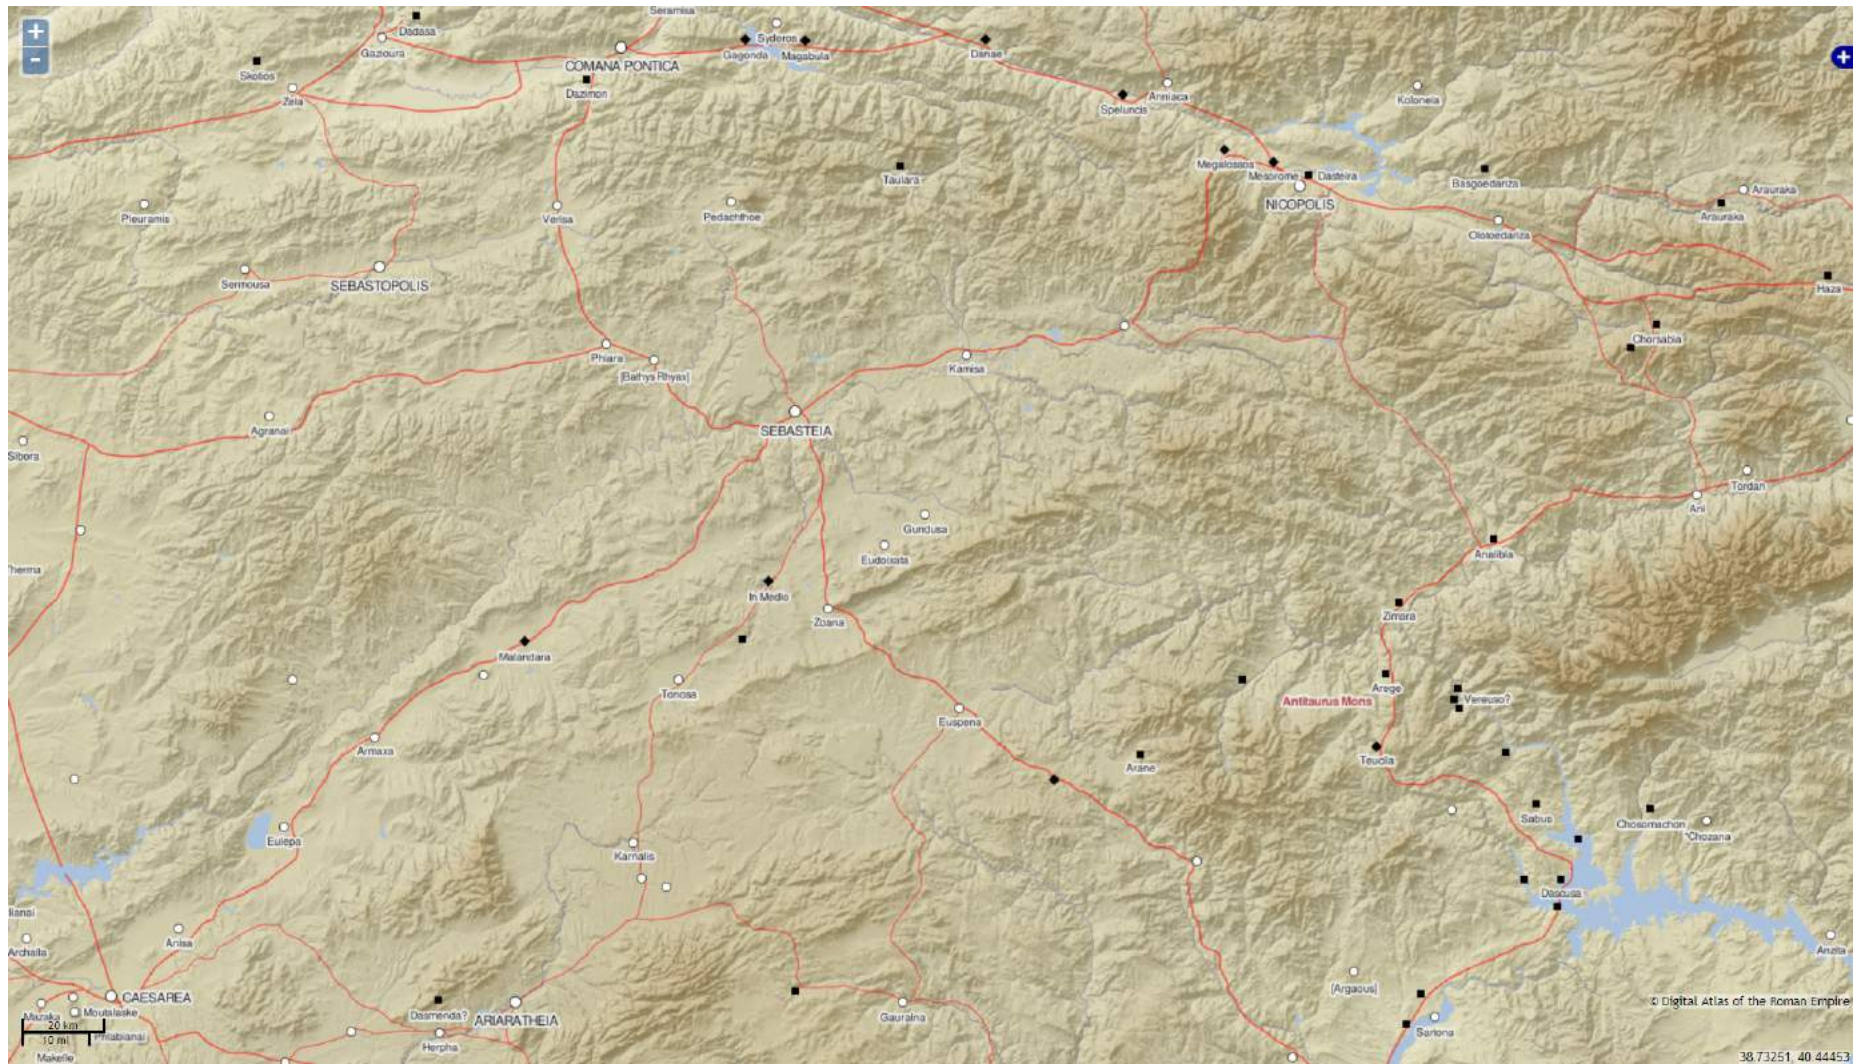 +
-
+
Seramisa
Dadasa
Gazioura
Syderos
COMANA PONTICA
Gagonda
Magabula
Danae
Skotios
Dazimon
Zela
Speluncis
Anniaca
Koloneia
Megalossos
Mesorome
Dasteira
Taulara
Basgoedariza
Arauraka
NICOPOLIS
Arauraka
Pleuramis
Verisa
Pedachthoe
Olotoedariza
Sermousa
SEBASTOPOLIS
Haza
Chorsabia
Phiara
[Bathys Rhyax]
Kamisa
Agranai
SEBASTEIA
Sibora
Tordan
Ani
Gundusa
Eudoixata
Analibla
Therma
In Medio
Zoana
Zimara
Malandara
Tonosa
Arege
Antitaurus Mons
Vereuso?
Euspena
Armaxa
Teucila
Arane
Sabus
Chosomachon
Chozana
Eulepa
Karnalis
Dascusa
Anisa
Archalla
Anzita
[Argaous]
CAESAREA
Mazaka
Moutalaske
Dasmenda?
ARIARATHEIA
Gauraina
© Digital Atlas of the Roman Empire
20 km
10 mi
Phlabianai
Herpha
Sartona
Makelle
38.73251, 40.44453